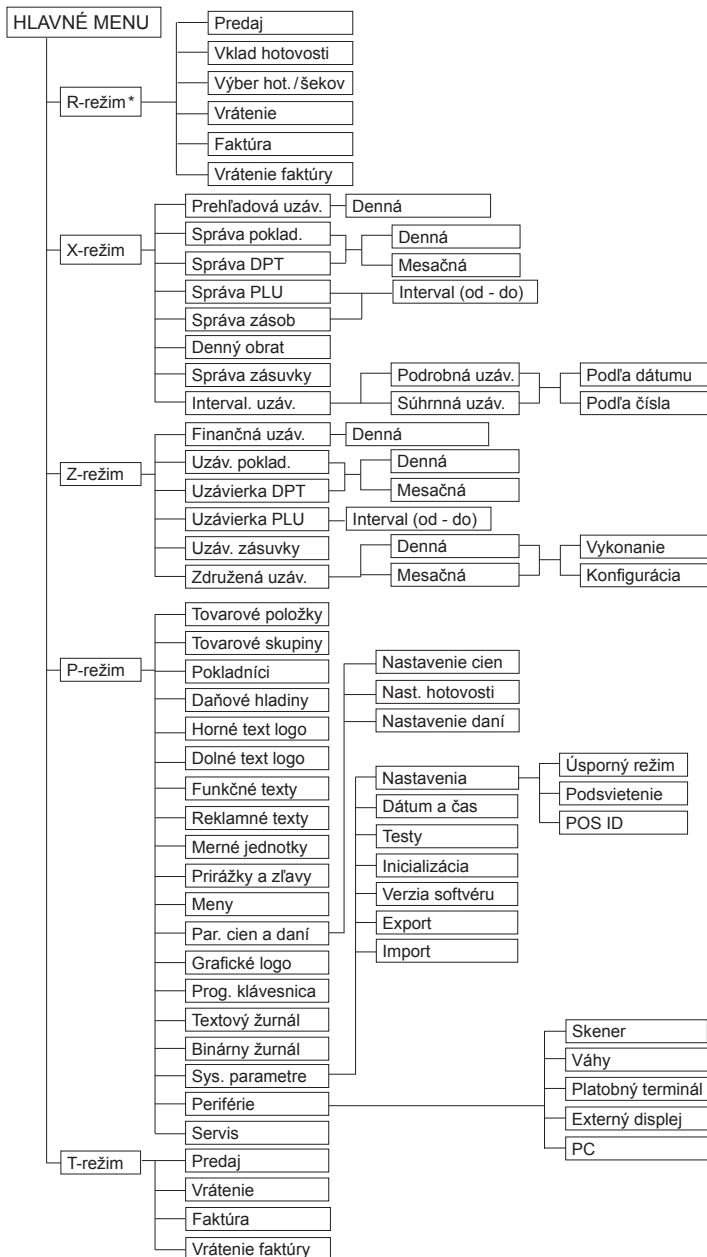 HLAVNÉ MENU
R-režim*
Predaj
Vklad hotovosti
Výber hot./šekov
Vrátenie
Faktúra
Vrátenie faktúry
X-režim
Prehľadová uzáv.
Denná
Správa poklad.
Správa DPT
Denná
Mesačná
Správa PLU
Interval (od - do)
Správa zásob
Denný obrat
Správa zásuvky
Interval. uzáv.
Podrobná uzáv.
Súhrnná uzáv.
Podľa dátumu
Podľa čísla
Z-režim
Finančná uzáv.
Denná
Uzáv. poklad.
Uzávierka DPT
Denná
Mesačná
Uzávierka PLU
Interval (od - do)
Uzáv. zásuvky
Združená uzáv.
Denná
Mesačná
Vykonanie
Konfigurácia
P-režim
Tovarové položky
Tovarové skupiny
Pokladníci
Daňové hladiny
Horné text logo
Dolné text logo
Funkčné texty
Reklamné texty
Merné jednotky
Prirážky a zľavy
Meny
Par. cien a daní
Nastavenie cien
Nast. hotovosti
Nastavenie daní
Grafické logo
Prog. klávesnica
Textový žurnál
Binárny žurnál
Sys. parametre
Nastavenia
Úsporný režim
Podsvietenie
POS ID
Dátum a čas
Testy
Inicializácia
Verzia softvéru
Export
Import
Periférie
Skener
Váhy
Platobný terminál
Externý displej
PC
Servis
T-režim
Predaj
Vrátenie
Faktúra
Vrátenie faktúry